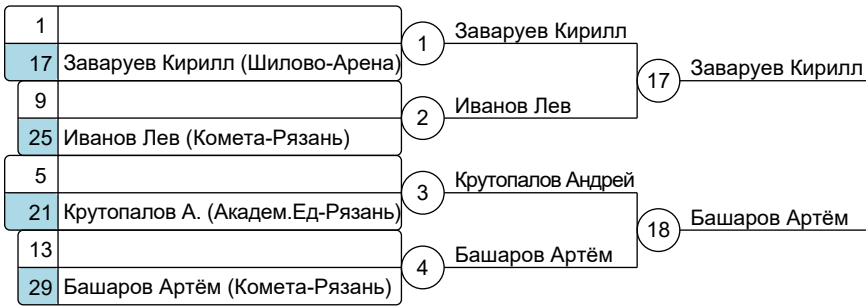 1
17 Заваруев Кирилл (Шилово-Арена)
9
25 Иванов Лев (Комета-Рязань)
5
21 Крутопалов А. (Академ.Ед-Рязань)
13
29 Башаров Артём (Комета-Рязань)
1
Заваруев Кирилл
2
Иванов Лев
3
Крутопалов Андрей
4
Башаров Артём
17
Заваруев Кирилл
18
Башаров Артём